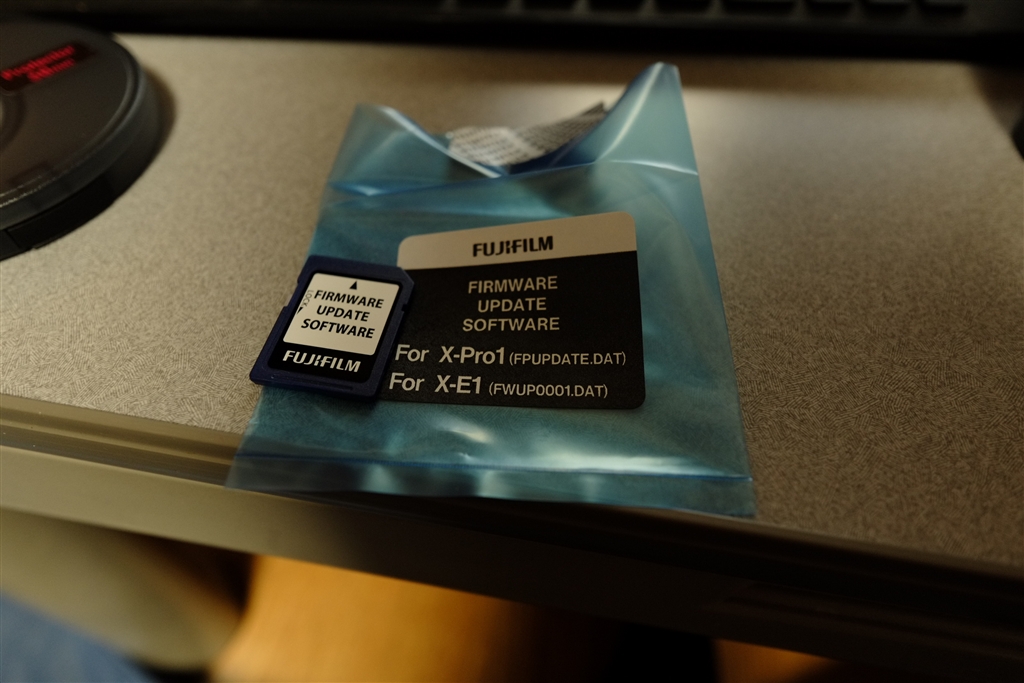 FUJIFILM
FIRMWARE
UPDATE
SOFTWARE
For X-Pro1 (FPUPDATE.DAT)
For X-E1 (FWUP0001.DAT)
FIRMWARE
UPDATE
SOFTWARE
FUJIFILM